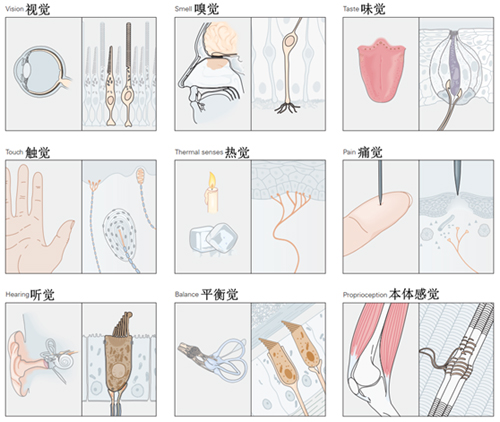 Vision 视觉
Smell 嗅觉
Taste 味觉
Touch 触觉
Thermal senses 热觉
Pain 痛觉
Hearing 听觉
Balance 平衡觉
Proprioception 本体感觉